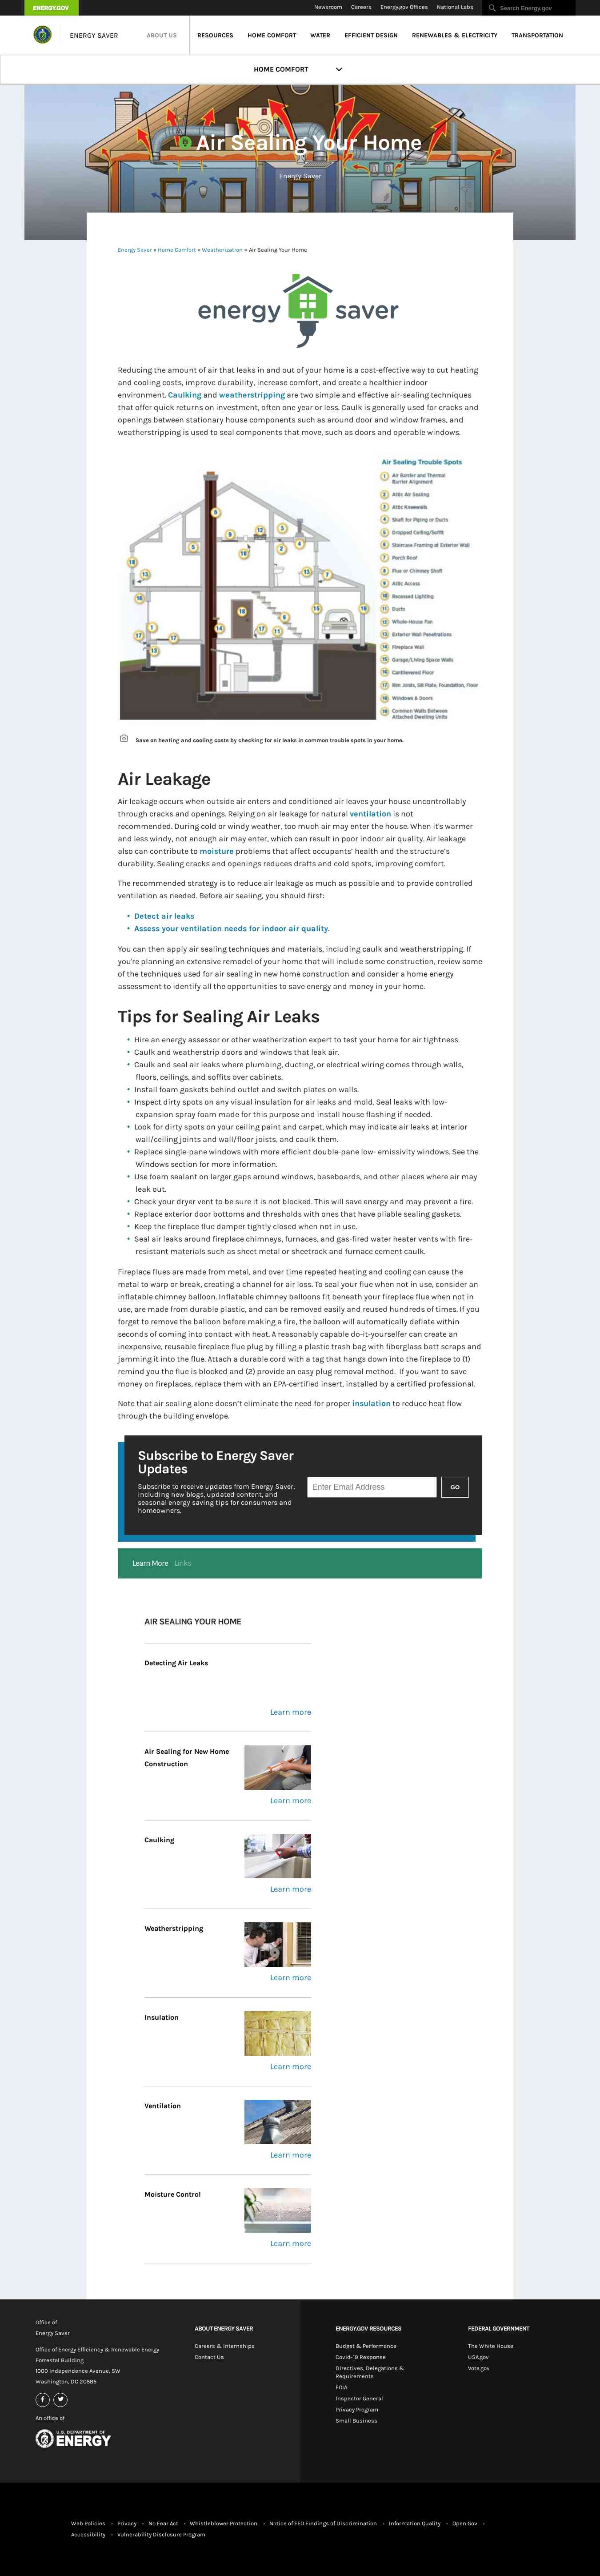 ENERGY.GOV
Newsroom Careers Energy.gov Offices National Labs Search Energy.gov
ENERGY SAVER ABOUT US RESOURCES HOME COMFORT WATER EFFICIENT DESIGN RENEWABLES & ELECTRICITY TRANSPORTATION
HOME COMFORT
Air Sealing Your Home
Energy Saver
Energy Saver » Home Comfort » Weatherization » Air Sealing Your Home
energy saver
Reducing the amount of air that leaks in and out of your home is a cost-effective way to cut heating
and cooling costs, improve durability, increase comfort, and create a healthier indoor
environment. Caulking and weatherstripping are two simple and effective air-sealing techniques
that offer quick returns on investment, often one year or less. Caulk is generally used for cracks and
openings between stationary house components such as around door and window frames, and
weatherstripping is used to seal components that move, such as doors and operable windows.
Air Sealing Trouble Spots
1 Air Barrier and Thermal
Barrier Alignment
2 Attic Air Sealing
3 Attic Kneewalls
4 Shaft for Piping or Ducts
5 Dropped Ceiling/Soffit
6 Staircase Framing at Exterior Wall
7 Porch Roof
8 Flue or Chimney Shaft
9 Attic Access
10 Recessed Lighting
11 Ducts
12 Whole-House Fan
13 Exterior Wall Penetrations
14 Fireplace Wall
15 Garage/Living Space Walls
16 Cantilevered Floor
17 Rim Joists, Sill Plate, Foundation, Floor
18 Windows & Doors
19 Common Walls Between
Attached Dwelling Units
Save on heating and cooling costs by checking for air leaks in common trouble spots in your home.
Air Leakage
Air leakage occurs when outside air enters and conditioned air leaves your house uncontrollably
through cracks and openings. Relying on air leakage for natural ventilation is not
recommended. During cold or windy weather, too much air may enter the house. When it's warmer
and less windy, not enough air may enter, which can result in poor indoor air quality. Air leakage
also can contribute to moisture problems that affect occupants' health and the structure's
durability. Sealing cracks and openings reduces drafts and cold spots, improving comfort.
The recommended strategy is to reduce air leakage as much as possible and to provide controlled
ventilation as needed. Before air sealing, you should first:
• Detect air leaks
• Assess your ventilation needs for indoor air quality.
You can then apply air sealing techniques and materials, including caulk and weatherstripping. If
you're planning an extensive remodel of your home that will include some construction, review some
of the techniques used for air sealing in new home construction and consider a home energy
assessment to identify all the opportunities to save energy and money in your home.
Tips for Sealing Air Leaks
• Hire an energy assessor or other weatherization expert to test your home for air tightness.
• Caulk and weatherstrip doors and windows that leak air.
• Caulk and seal air leaks where plumbing, ducting, or electrical wiring comes through walls,
floors, ceilings, and soffits over cabinets.
• Install foam gaskets behind outlet and switch plates on walls.
• Inspect dirty spots on any visual insulation for air leaks and mold. Seal leaks with low-
expansion spray foam made for this purpose and install house flashing if needed.
• Look for dirty spots on your ceiling paint and carpet, which may indicate air leaks at interior
wall/ceiling joints and wall/floor joists, and caulk them.
• Replace single-pane windows with more efficient double-pane low- emissivity windows. See the
Windows section for more information.
• Use foam sealant on larger gaps around windows, baseboards, and other places where air may
leak out.
• Check your dryer vent to be sure it is not blocked. This will save energy and may prevent a fire.
• Replace exterior door bottoms and thresholds with ones that have pliable sealing gaskets.
• Keep the fireplace flue damper tightly closed when not in use.
• Seal air leaks around fireplace chimneys, furnaces, and gas-fired water heater vents with fire-
resistant materials such as sheet metal or sheetrock and furnace cement caulk.
Fireplace flues are made from metal, and over time repeated heating and cooling can cause the
metal to warp or break, creating a channel for air loss. To seal your flue when not in use, consider an
inflatable chimney balloon. Inflatable chimney balloons fit beneath your fireplace flue when not in
use, are made from durable plastic, and can be removed easily and reused hundreds of times. If you
forget to remove the balloon before making a fire, the balloon will automatically deflate within
seconds of coming into contact with heat. A reasonably capable do-it-yourselfer can create an
inexpensive, reusable fireplace flue plug by filling a plastic trash bag with fiberglass batt scraps and
jamming it into the flue. Attach a durable cord with a tag that hangs down into the fireplace to (1)
remind you the flue is blocked and (2) provide an easy plug removal method. If you want to save
money on fireplaces, replace them with an EPA-certified insert, installed by a certified professional.
Note that air sealing alone doesn't eliminate the need for proper insulation to reduce heat flow
through the building envelope.
Subscribe to Energy Saver
Updates
Subscribe to receive updates from Energy Saver,
including new blogs, updated content, and
seasonal energy saving tips for consumers and
homeowners.
Enter Email Address GO
Learn More Links
AIR SEALING YOUR HOME
Detecting Air Leaks
Learn more
Air Sealing for New Home
Construction
Learn more
Caulking
Learn more
Weatherstripping
Learn more
Insulation
Learn more
Ventilation
Learn more
Moisture Control
Learn more
Office of
Energy Saver
Office of Energy Efficiency & Renewable Energy
Forrestal Building
1000 Independence Avenue, SW
Washington, DC 20585
An office of
U.S. DEPARTMENT OF
ENERGY
ABOUT ENERGY SAVER
Careers & Internships
Contact Us
ENERGY.GOV RESOURCES
Budget & Performance
Covid-19 Response
Directives, Delegations &
Requirements
FOIA
Inspector General
Privacy Program
Small Business
FEDERAL GOVERNMENT
The White House
USA.gov
Vote.gov
Web Policies • Privacy • No Fear Act • Whistleblower Protection • Notice of EEO Findings of Discrimination • Information Quality • Open Gov •
Accessibility • Vulnerability Disclosure Program